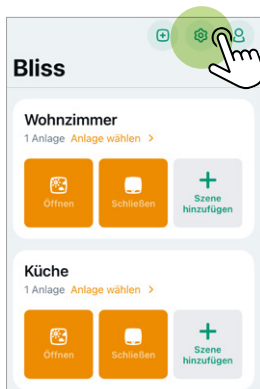 Bliss
Wohnzimmer
1 Anlage Anlage wählen >
Öffnen
Schließen
Szene
hinzufügen
Küche
1 Anlage Anlage wählen >
Öffnen
Schließen
Szene
hinzufügen